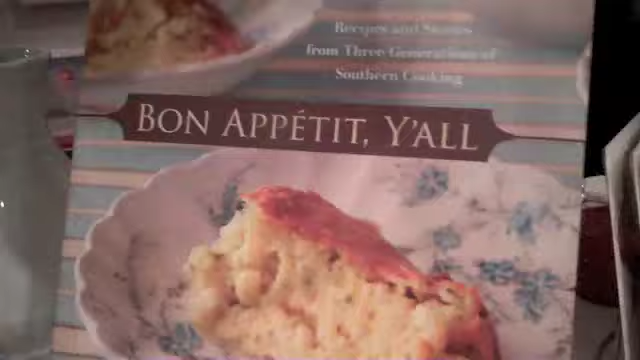 Recipes and Stories
from Three Generations of
Southern Cooking
BON APPÉTIT, Y'ALL